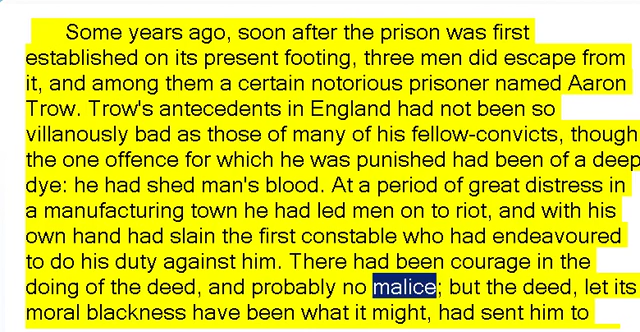 Some years ago, soon after the prison was first
established on its present footing, three men did escape from
it, and among them a certain notorious prisoner named Aaron
Trow. Trow's antecedents in England had not been so
villanously bad as those of many of his fellow-convicts, though
the one offence for which he was punished had been of a deep
dye: he had shed man's blood. At a period of great distress in
a manufacturing town he had led men on to riot, and with his
own hand had slain the first constable who had endeavoured
to do his duty against him. There had been courage in the
doing of the deed, and probably no malice; but the deed, let its
moral blackness have been what it might, had sent him to